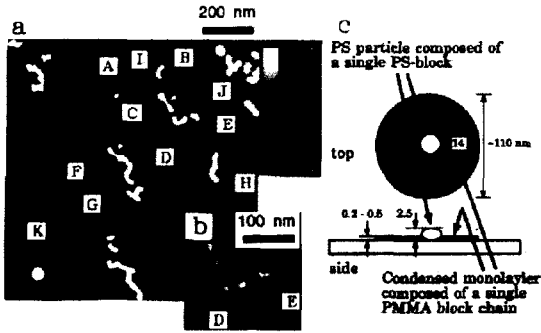 a
200 nm
A
I
B
J
C
E
D
F
H
G
K
b
100 nm
D
E
c
PS particle composed of
a single PS-block
top
14
~110 nm
0.2 - 0.5
2.5
side
Condensed monolayler
composed of a single
PMMA block chain